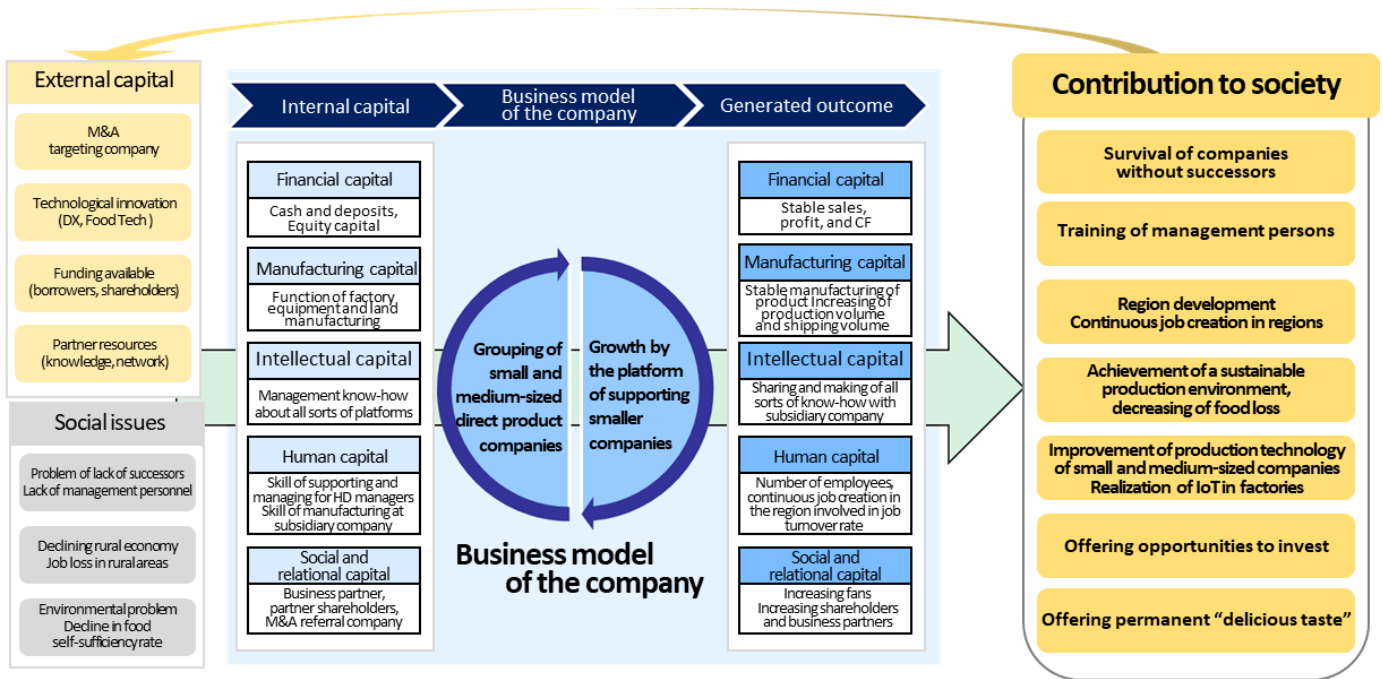 External capital
M&A
targeting company
Technological innovation
(DX, Food Tech )
Funding available
(borrowers, shareholders)
Partner resources
(knowledge, network)
Social issues
Problem of lack of successors
Lack of management personnel
Declining rural economy
Job loss in rural areas
Environmental problem
Decline in food
self-sufficiency rate
Internal capital
Business model
of the company
Generated outcome
Financial capital
Cash and deposits,
Equity capital
Manufacturing capital
Function of factory
equipment and land
manufacturing
Intellectual capital
Management know-how
about all sorts of platforms
Human capital
Skill of supporting and
managing for HD managers
Skill of manufacturing at
subsidiary company
Social and
relational capital
Business partner,
partner shareholders,
M&A referral company
Grouping of
small and
medium-sized
direct product
companies
Growth by
the platform
of supporting
smaller
companies
Business model
of the company
Financial capital
Stable sales,
profit, and CF
Manufacturing capital
Stable manufacturing of
product Increasing of
production volume
and shipping volume
Intellectual capital
Sharing and making of all
sorts of know-how with
subsidiary company
Human capital
Number of employees,
continuous job creation in
the region involved in job
turnover rate
Social and
relational capital
Increasing fans
Increasing shareholders
and business partners
Contribution to society
Survival of companies
without successors
Training of management persons
Region development
Continuous job creation in regions
Achievement of a sustainable
production environment,
decreasing of food loss
Improvement of production technology
of small and medium-sized companies
Realization of IoT in factories
Offering opportunities to invest
Offering permanent “delicious taste”